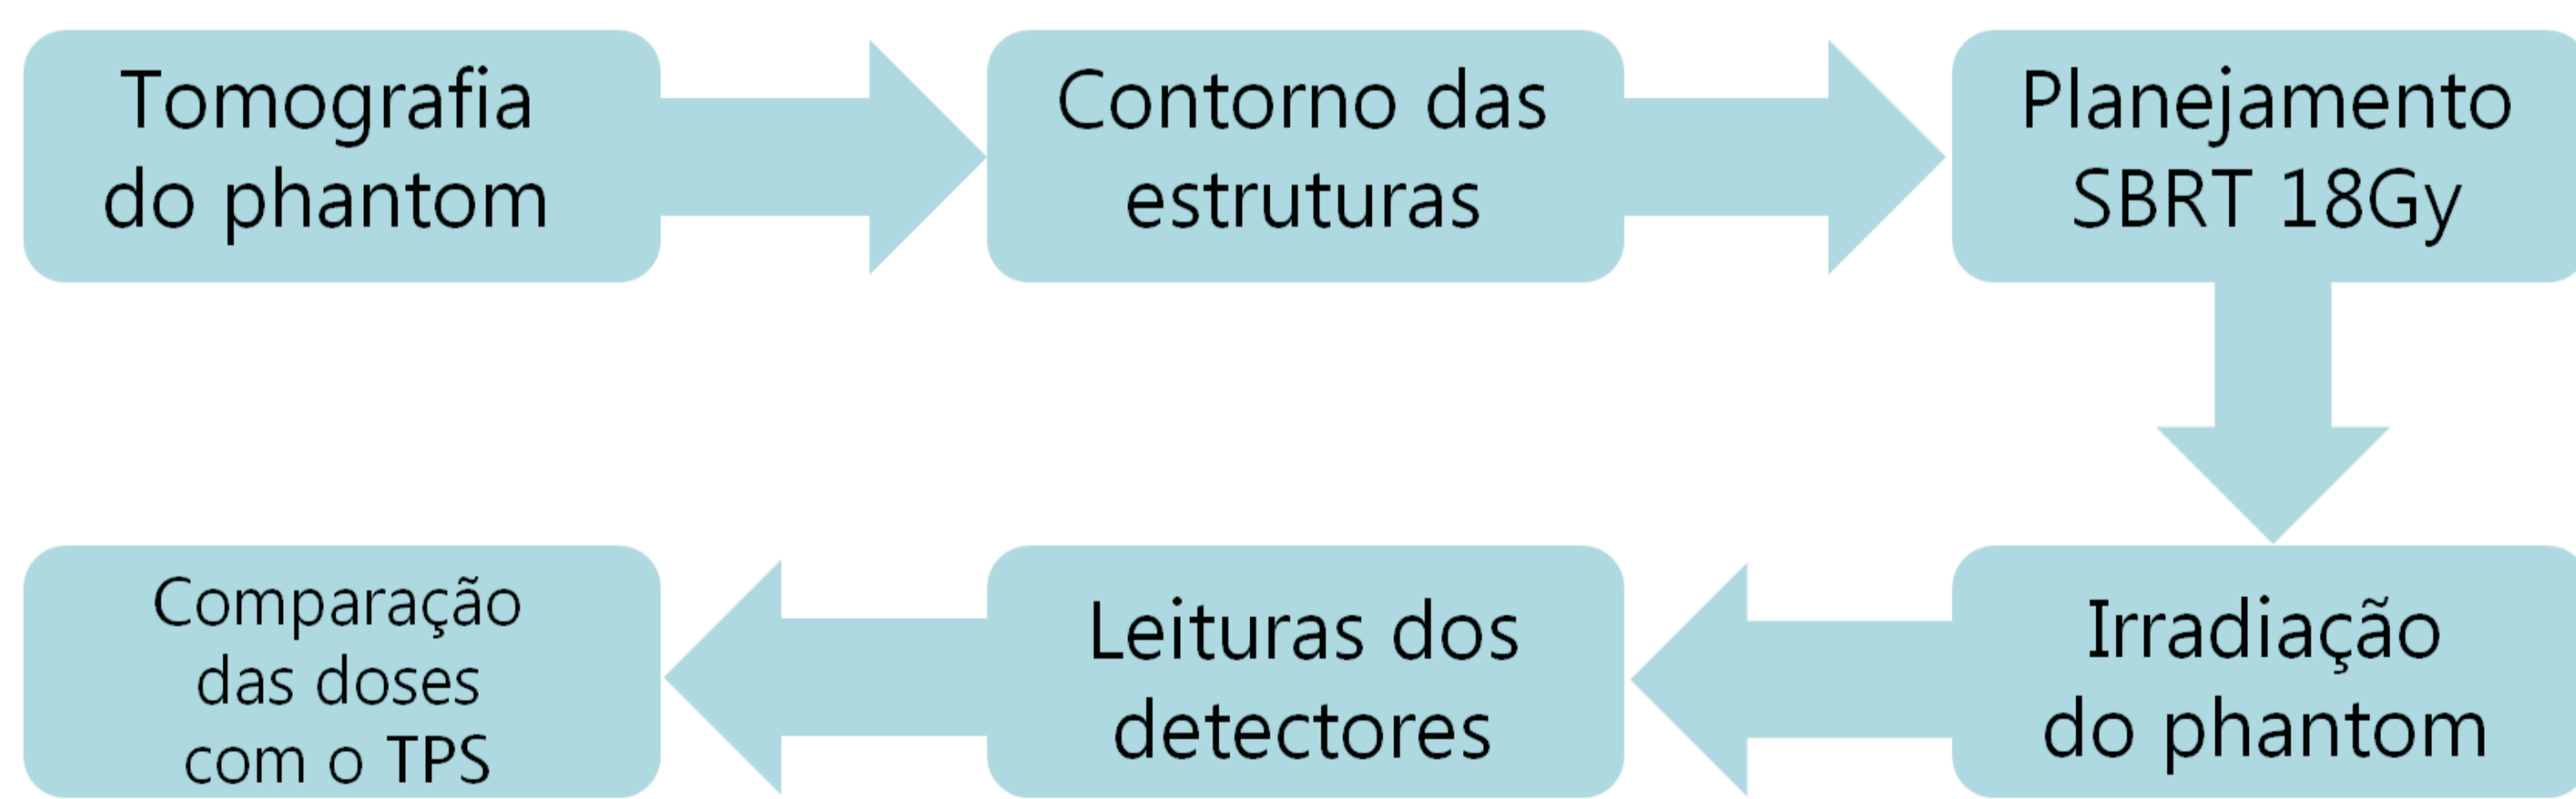 Tomografia
do phantom
Contorno das
estruturas
Planejamento
SBRT 18Gy
Irradiação
do phantom
Leituras dos
detectores
Comparação
das doses
com o TPS